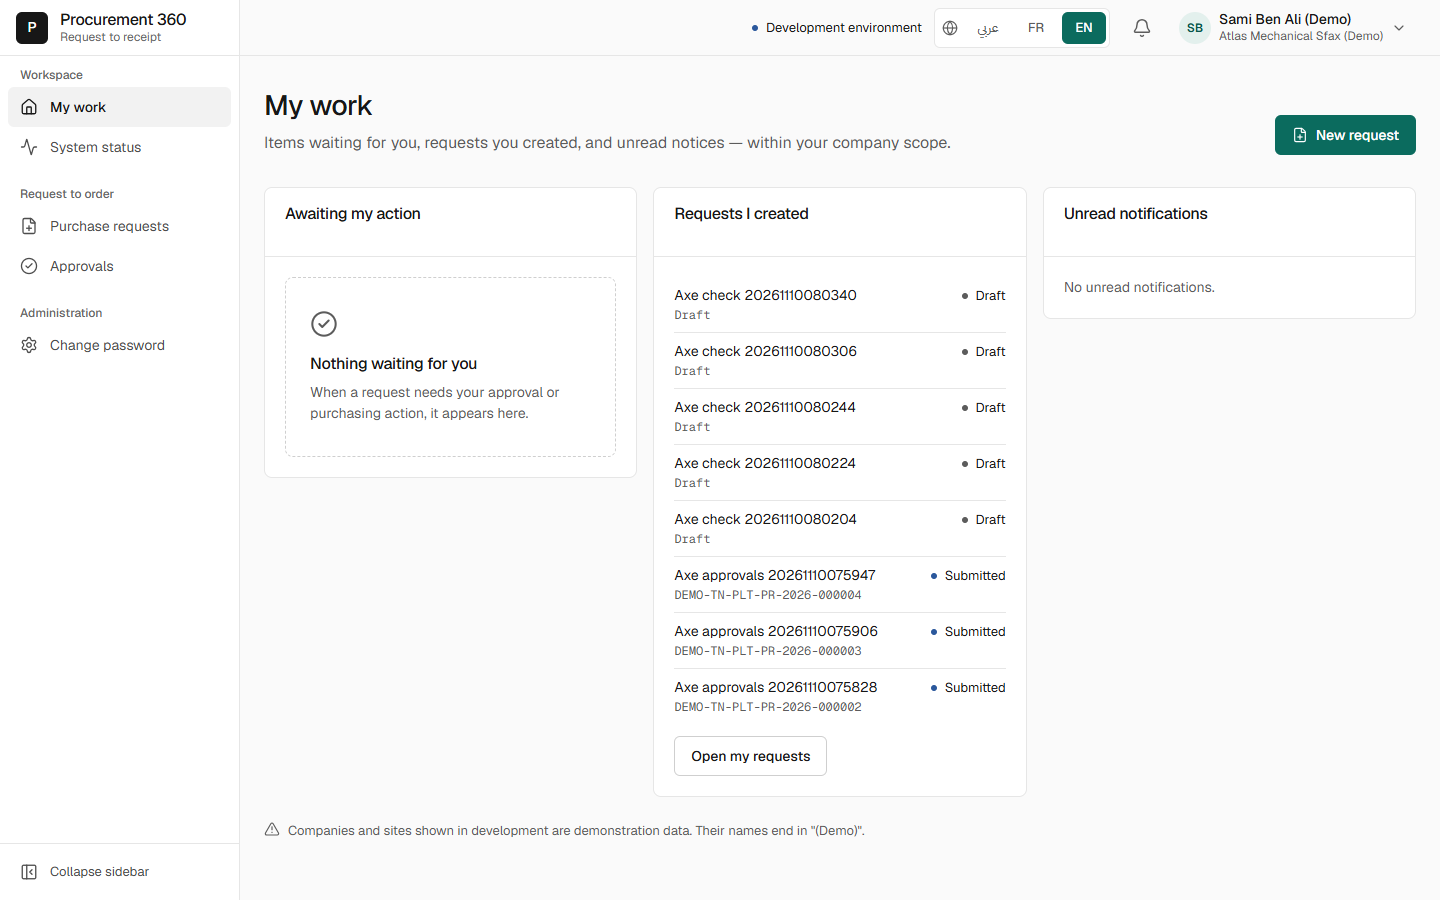 P
Procurement 360
Request to receipt
Development environment
عربي
FR
EN
SB
Sami Ben Ali (Demo)
Atlas Mechanical Sfax (Demo)
Workspace
My work
System status
Request to order
Purchase requests
Approvals
Administration
Change password
Collapse sidebar
My work
Items waiting for you, requests you created, and unread notices — within your company scope.
New request
Awaiting my action
Nothing waiting for you
When a request needs your approval or
purchasing action, it appears here.
Requests I created
Axe check 20261110080340
Draft
Draft
Axe check 20261110080306
Draft
Draft
Axe check 20261110080244
Draft
Draft
Axe check 20261110080224
Draft
Draft
Axe check 20261110080204
Draft
Draft
Axe approvals 20261110075947
Submitted
DEMO-TN-PLT-PR-2026-000004
Axe approvals 20261110075906
Submitted
DEMO-TN-PLT-PR-2026-000003
Axe approvals 20261110075828
Submitted
DEMO-TN-PLT-PR-2026-000002
Open my requests
Unread notifications
No unread notifications.
Companies and sites shown in development are demonstration data. Their names end in "(Demo)".